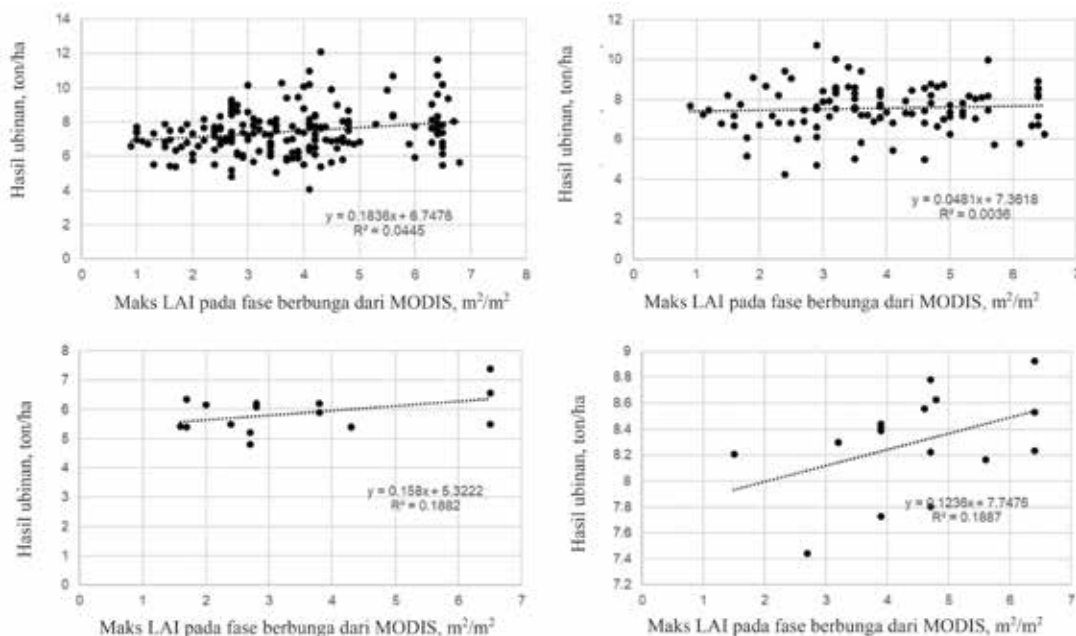 14
12
10
8
6
4
2
0
Hasil ubinan, ton/ha
y = 0.1836x + 6.7476
R² = 0.0445
0 1 2 3 4 5 6 7 8
Maks LAI pada fase berbunga dari MODIS, m²/m²
12
10
8
6
4
2
0
Hasil ubinan, ton/ha
y = 0.0481x + 7.3618
R² = 0.0036
0 1 2 3 4 5 6 7
Maks LAI pada fase berbunga dari MODIS, m²/m²
8
7
6
5
4
3
2
1
0
Hasil ubinan, ton/ha
y = 0.158x + 5.3222
R² = 0.1882
0 1 2 3 4 5 6 7
Maks LAI pada fase berbunga dari MODIS, m²/m²
9
8.8
8.6
8.4
8.2
8
7.8
7.6
7.4
7.2
Hasil ubinan, ton/ha
y = 0.1236x + 7.7476
R² = 0.1887
0 1 2 3 4 5 6 7
Maks LAI pada fase berbunga dari MODIS, m²/m²